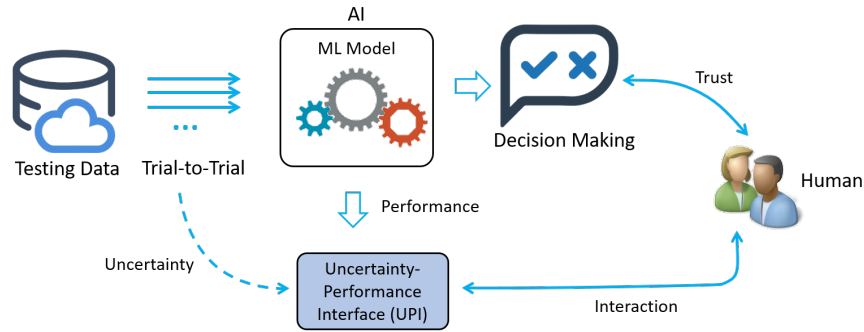 AI
ML Model
Testing Data
...
Trial-to-Trial
Decision Making
Trust
Human
Performance
Uncertainty
Uncertainty-
Performance
Interface (UPI)
Interaction